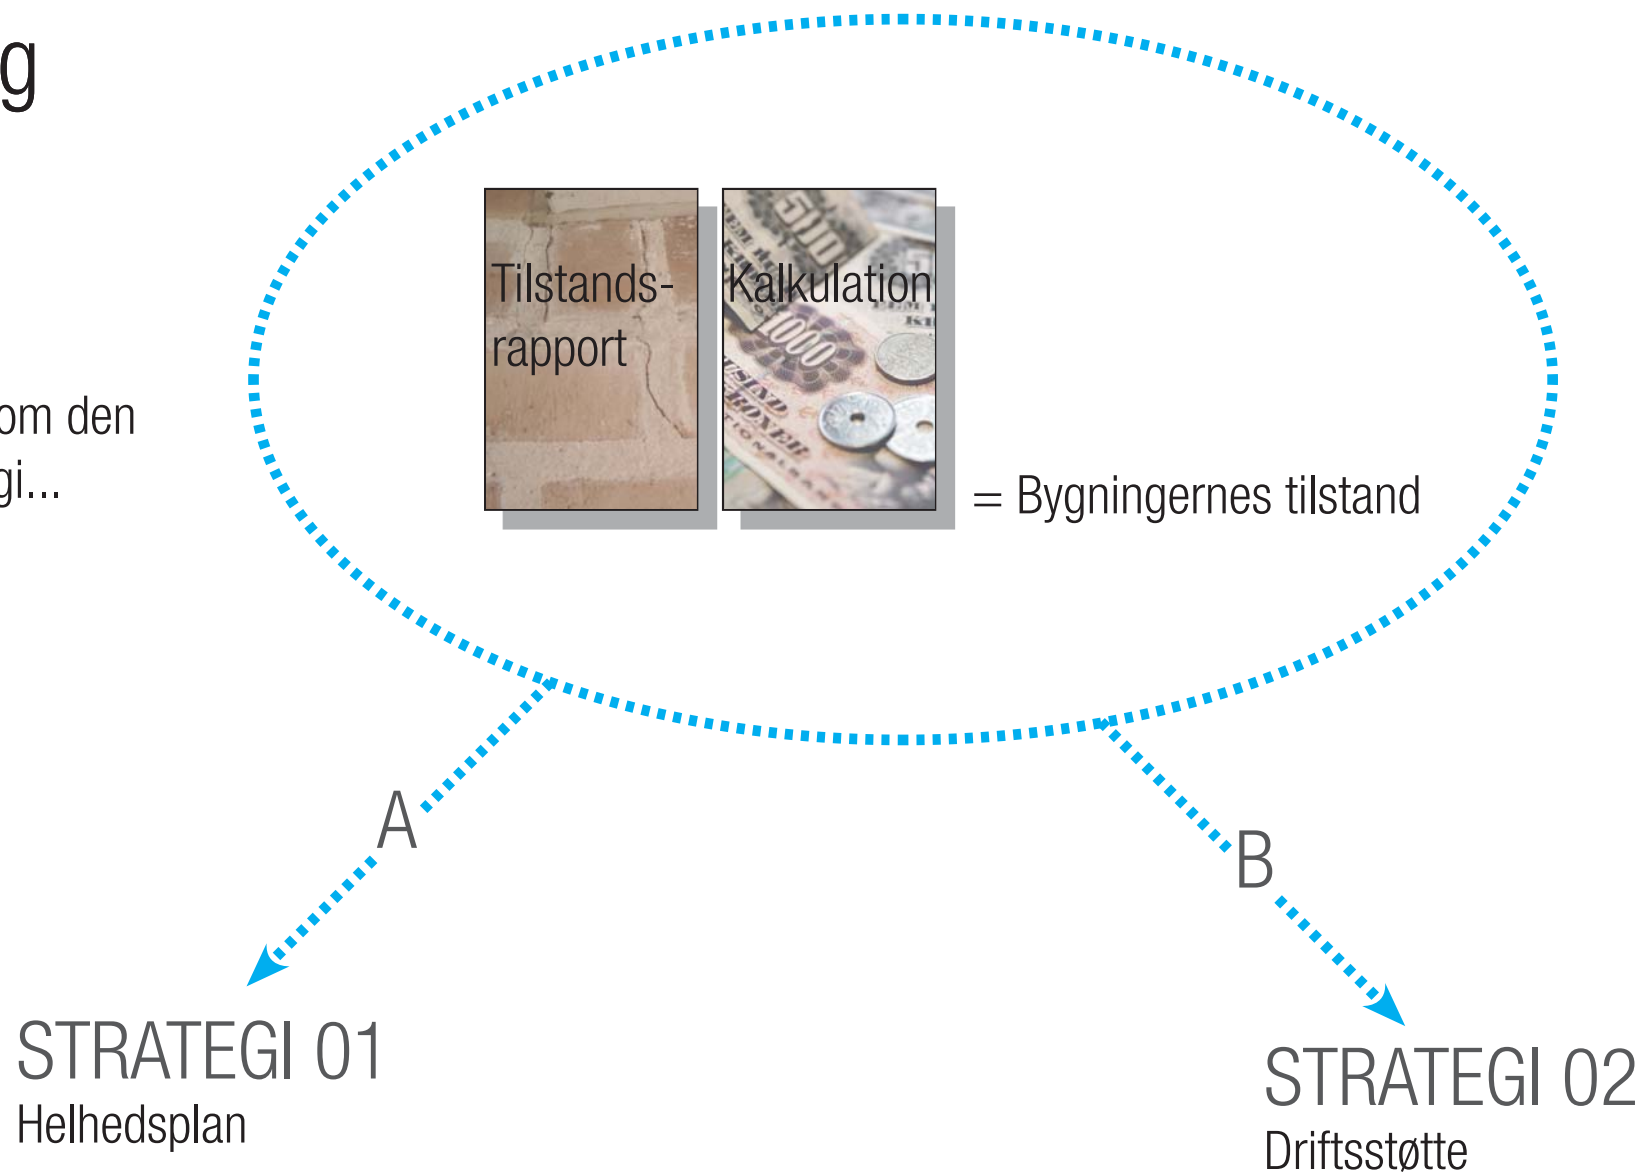 g
om den
gi...
Tilstands-
rapport
Kalkulation
= Bygningernes tilstand
A
B
STRATEGI 01
Helhedsplan
STRATEGI 02
Driftsstøtte